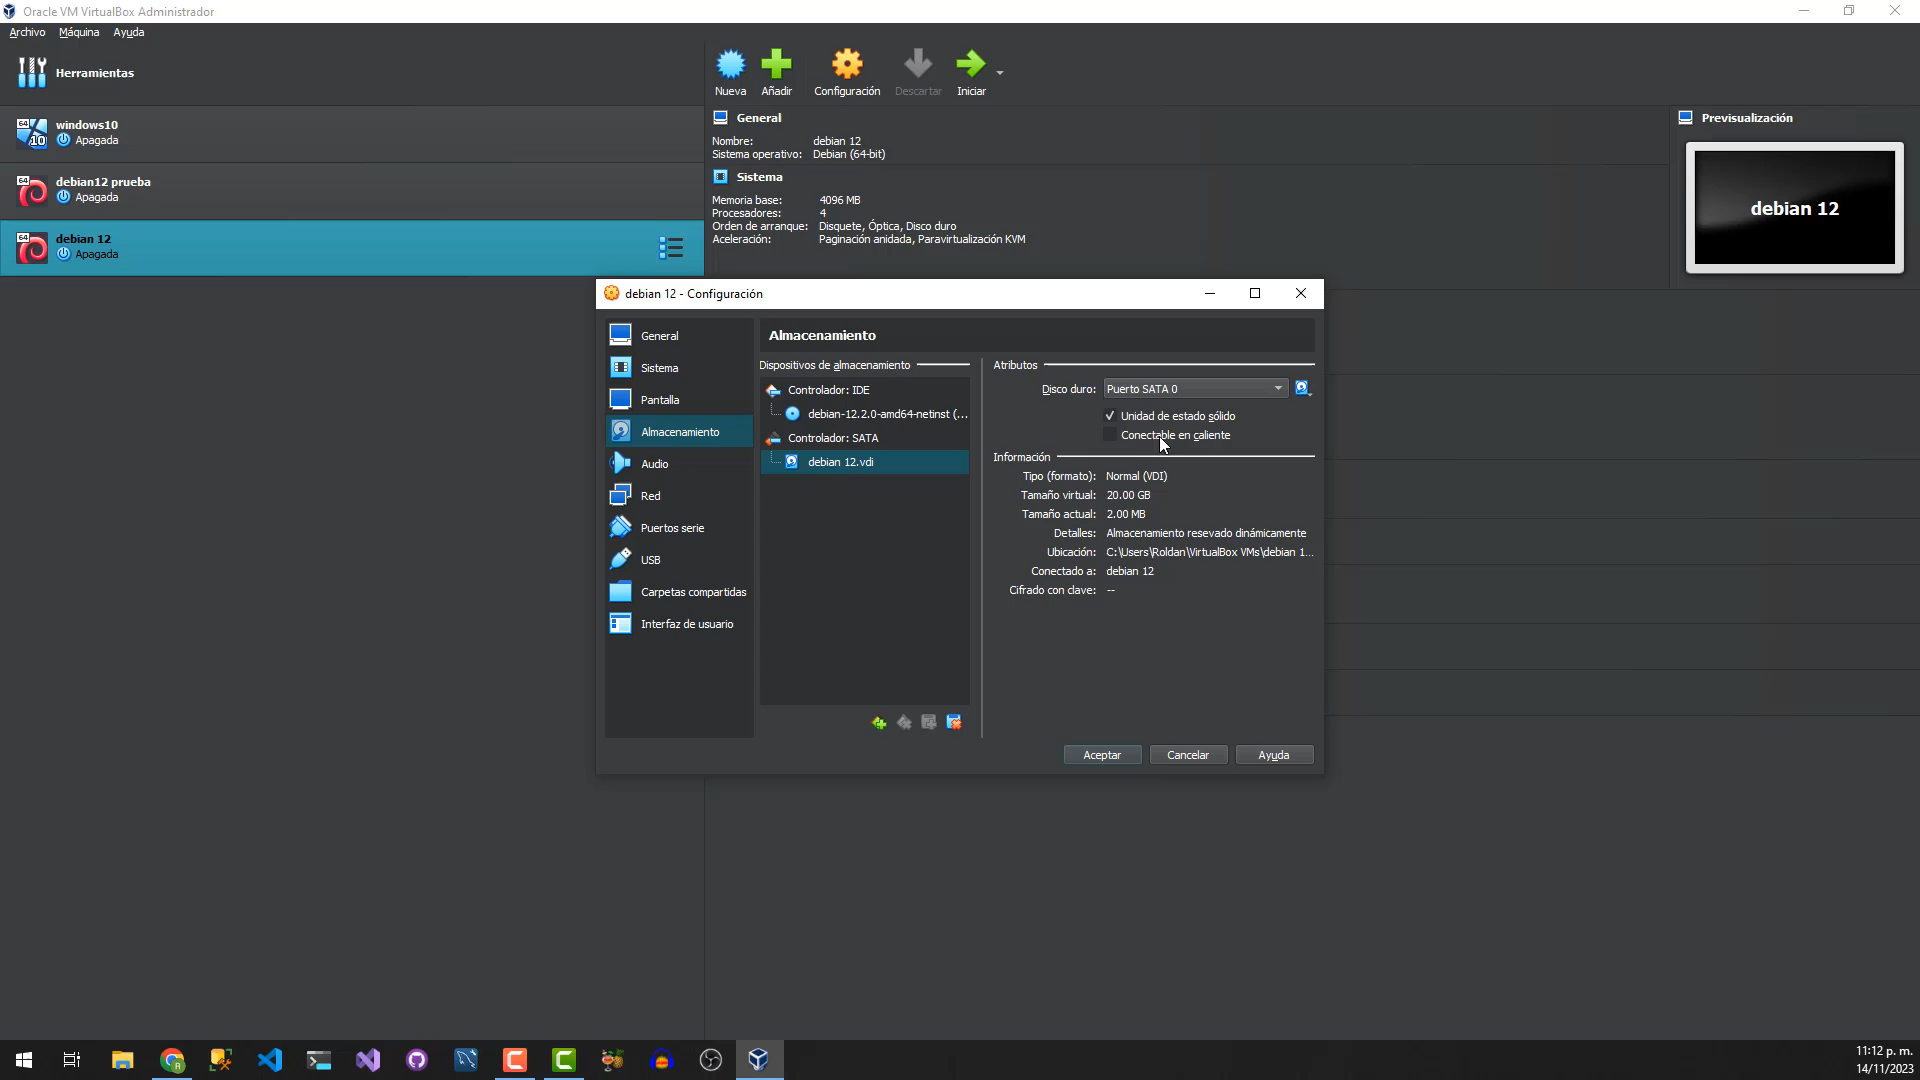 Oracle VM VirtualBox Administrador
Archivo Máquina Ayuda
Herramientas
Nueva Añadir Configuración Descartar Iniciar
64 10 windows10
Apagada
64 debian12 prueba
Apagada
64 debian 12
Apagada
General
Nombre: debian 12
Sistema operativo: Debian (64-bit)
Sistema
Memoria base: 4096 MB
Procesadores: 4
Orden de arranque: Disquete, Óptica, Disco duro
Aceleración: Paginación anidada, Paravirtualización KVM
Previsualización
debian 12
debian 12 - Configuración
General
Sistema
Pantalla
Almacenamiento
Audio
Red
Puertos serie
USB
Carpetas compartidas
Interfaz de usuario
Almacenamiento
Dispositivos de almacenamiento
Controlador: IDE
debian-12.2.0-amd64-netinst (...
Controlador: SATA
debian 12.vdi
Atributos
Disco duro: Puerto SATA 0
Unidad de estado sólido
Conectable en caliente
Información
Tipo (formato): Normal (VDI)
Tamaño virtual: 20.00 GB
Tamaño actual: 2.00 MB
Detalles: Almacenamiento resevado dinámicamente
Ubicación: C:\Users\Roldan\VirtualBox VMs\debian 1...
Conectado a: debian 12
Cifrado con clave: --
Aceptar Cancelar Ayuda
11:12 p. m.
14/11/2023